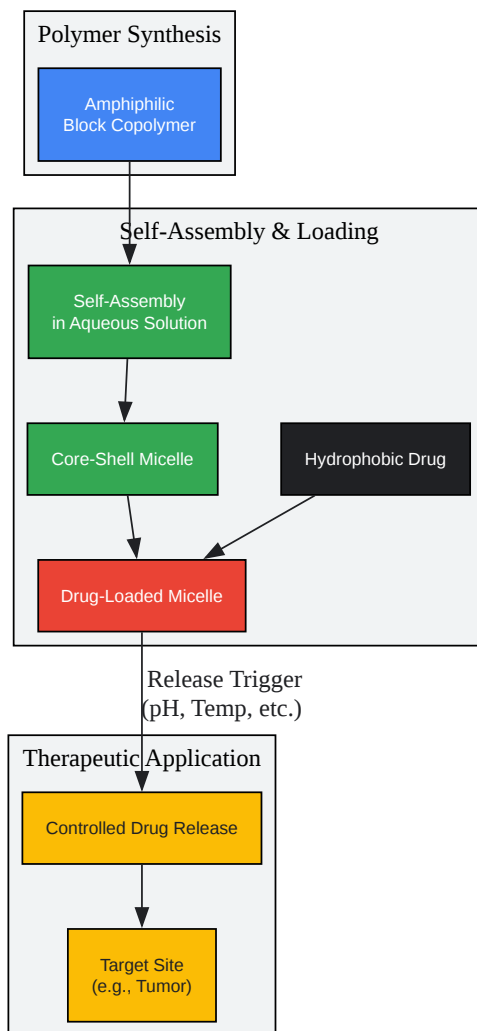 Polymer Synthesis
Amphiphilic
Block Copolymer
Self-Assembly & Loading
Self-Assembly
in Aqueous Solution
Core-Shell Micelle
Hydrophobic Drug
Drug-Loaded Micelle
Release Trigger
(pH, Temp, etc.)
Therapeutic Application
Controlled Drug Release
Target Site
(e.g., Tumor)